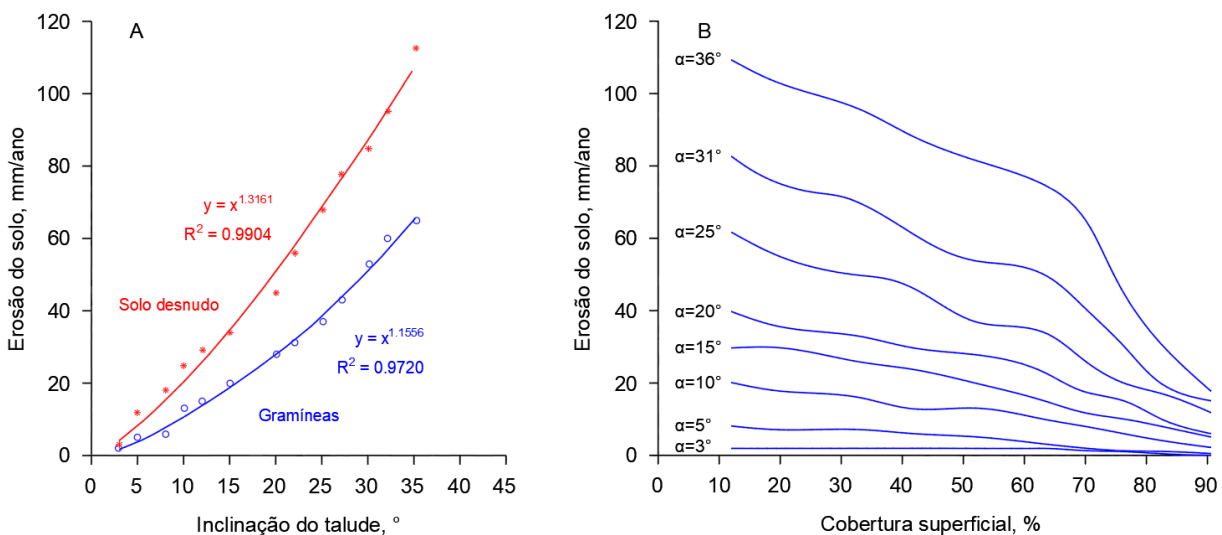 A
Erosão do solo, mm/ano
120
100
80
60
40
20
0
y = x^1.3161
R² = 0.9904
Solo desnudo
y = x^1.1556
R² = 0.9720
Gramíneas
0 5 10 15 20 25 30 35 40 45
Inclinação do talude, °
B
Erosão do solo, mm/ano
120
100
80
60
40
20
0
α=36°
α=31°
α=25°
α=20°
α=15°
α=10°
α=5°
α=3°
0 10 20 30 40 50 60 70 80 90
Cobertura superficial, %